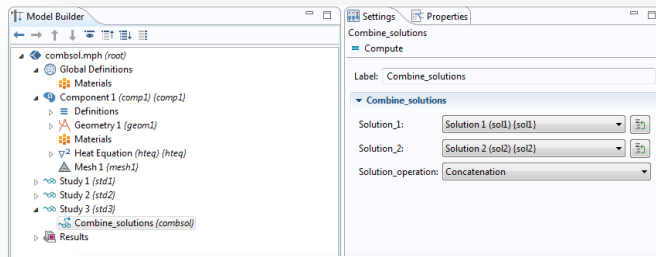 Model Builder
combsol.mph (root)
Global Definitions
Materials
Component 1 (comp1) {comp1}
Definitions
Geometry 1 {geom1}
Materials
Heat Equation (hteq) {hteq}
Mesh 1 {mesh1}
Study 1 {std1}
Study 2 {std2}
Study 3 {std3}
Combine_solutions {combsol}
Results
Settings Properties
Combine_solutions
= Compute
Label: Combine_solutions
Combine_solutions
Solution_1: Solution 1 (sol1) {sol1}
Solution_2: Solution 2 (sol2) {sol2}
Solution_operation: Concatenation